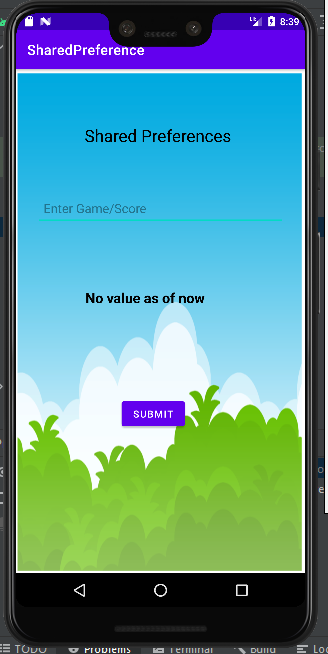 8:39
SharedPreference
Shared Preferences
Enter Game/Score
No value as of now
SUBMIT
TODO
Problems
Terminal
Build